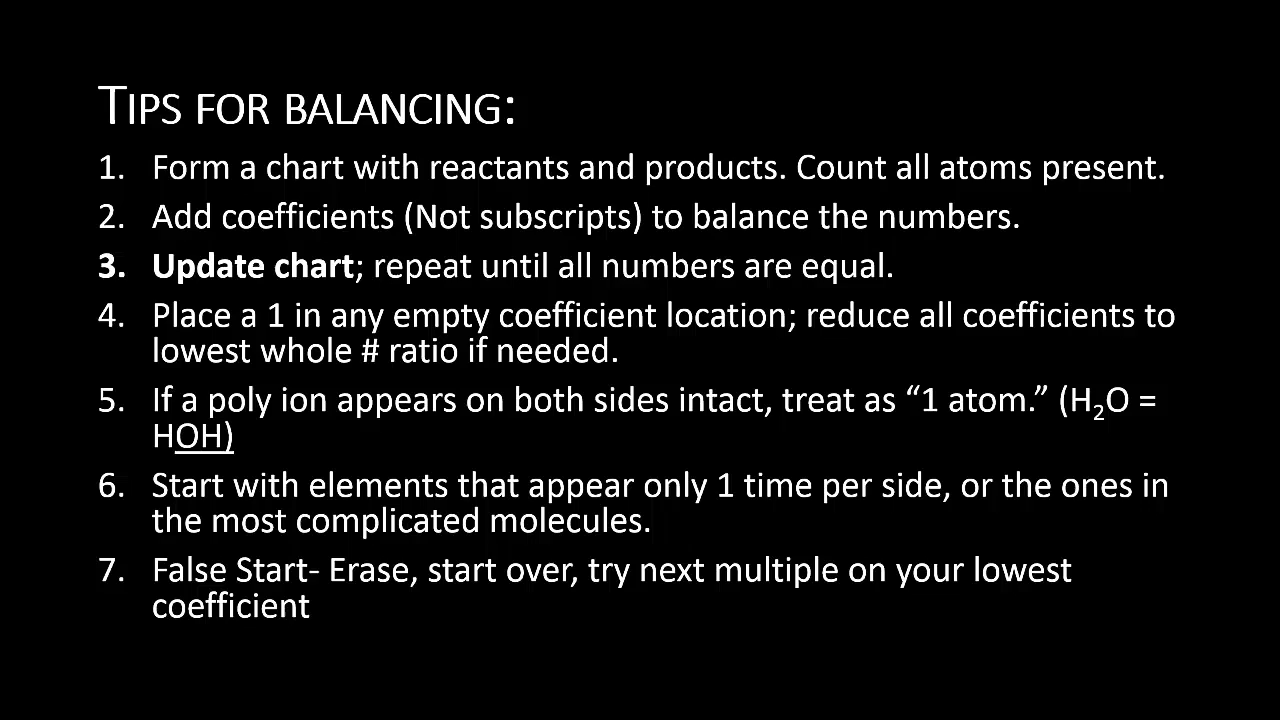 TIPS FOR BALANCING:
1. Form a chart with reactants and products. Count all atoms present.
2. Add coefficients (Not subscripts) to balance the numbers.
3. Update chart; repeat until all numbers are equal.
4. Place a 1 in any empty coefficient location; reduce all coefficients to
lowest whole # ratio if needed.
5. If a poly ion appears on both sides intact, treat as “1 atom.” (H₂O =
HOH)
6. Start with elements that appear only 1 time per side, or the ones in
the most complicated molecules.
7. False Start- Erase, start over, try next multiple on your lowest
coefficient